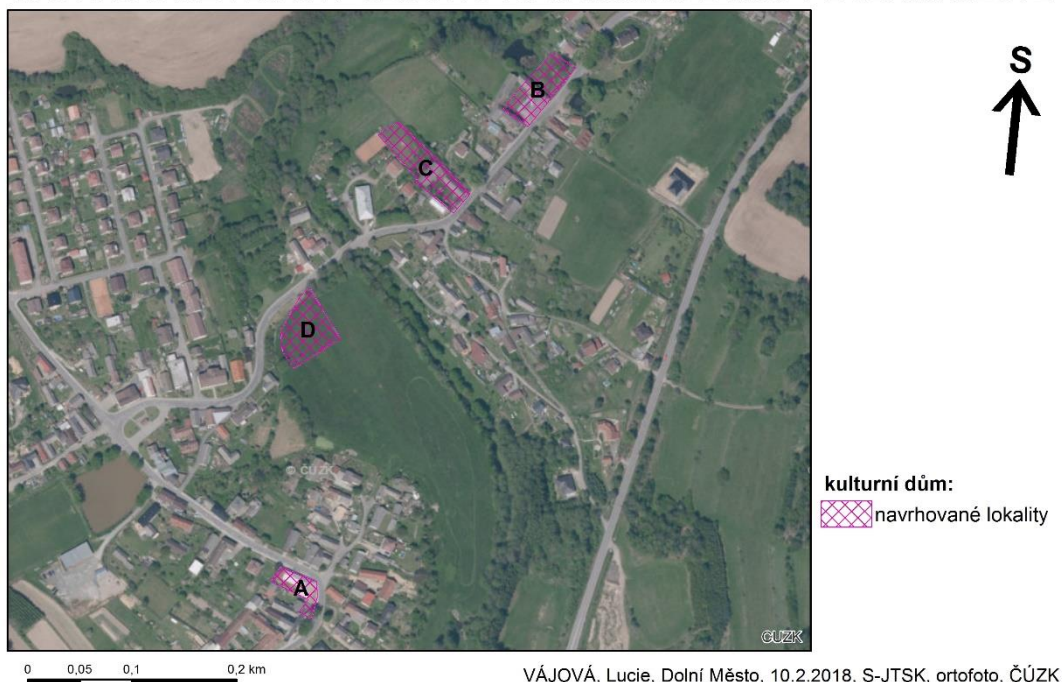 S
B
C
D
© ČÚZK
A
kulturní dům:
navrhované lokality
ČÚZK
0 0,05 0,1 0,2 km
VÁJOVÁ, Lucie, Dolní Město, 10.2.2018, S-JTSK, ortofoto, ČÚZK